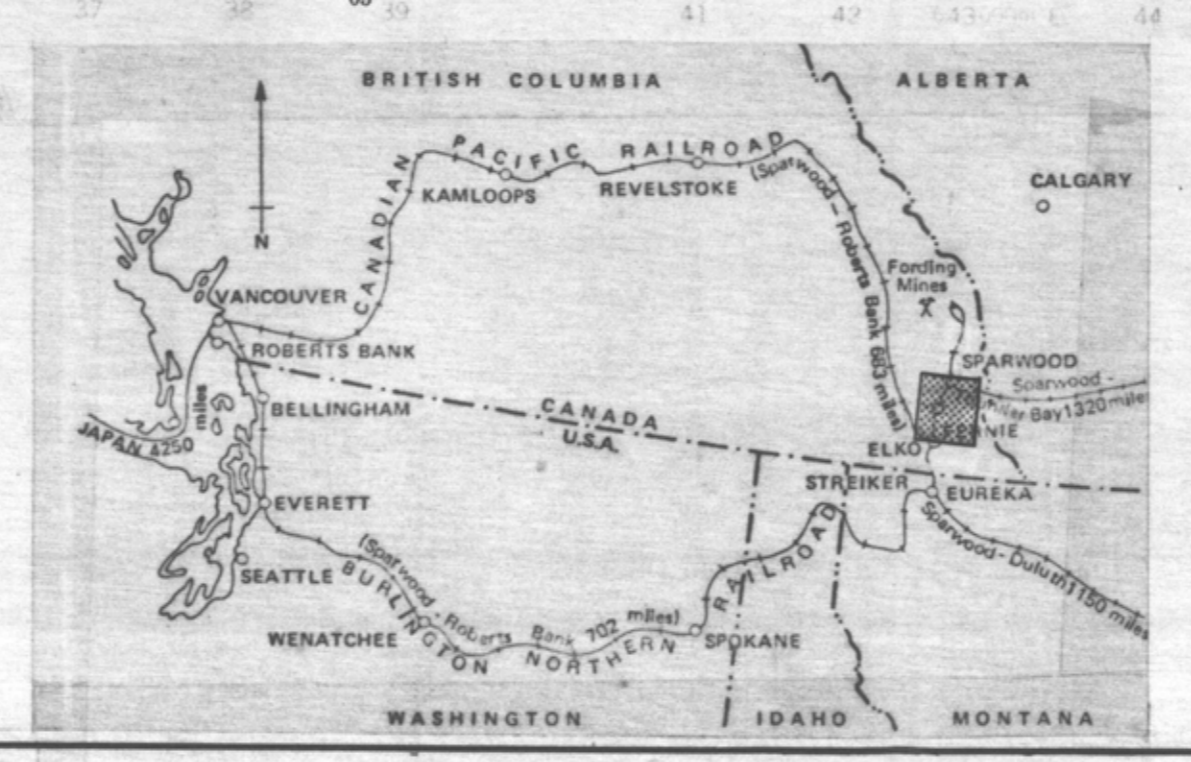 37 38 39 41 42 44
BRITISH COLUMBIA
ALBERTA
CANADIAN PACIFIC RAILROAD
KAMLOOPS
REVELSTOKE
(Sparwood - Roberts Bank 683 miles)
CALGARY
N
Fording
Mines
VANCOUVER
ROBERTS BANK
SPARWOOD
Sparwood -
Bay 1320 miles
BELLINGHAM
CANADA
U.S.A.
JAPAN 4250 miles
ELKO
STREIKER
EUREKA
EVERETT
Sparwood - Duluth 1150 miles
SEATTLE
(Sparwood - Roberts Bank 702 miles)
BURLINGTON NORTHERN RAILROAD
WENATCHEE
SPOKANE
WASHINGTON
IDAHO
MONTANA